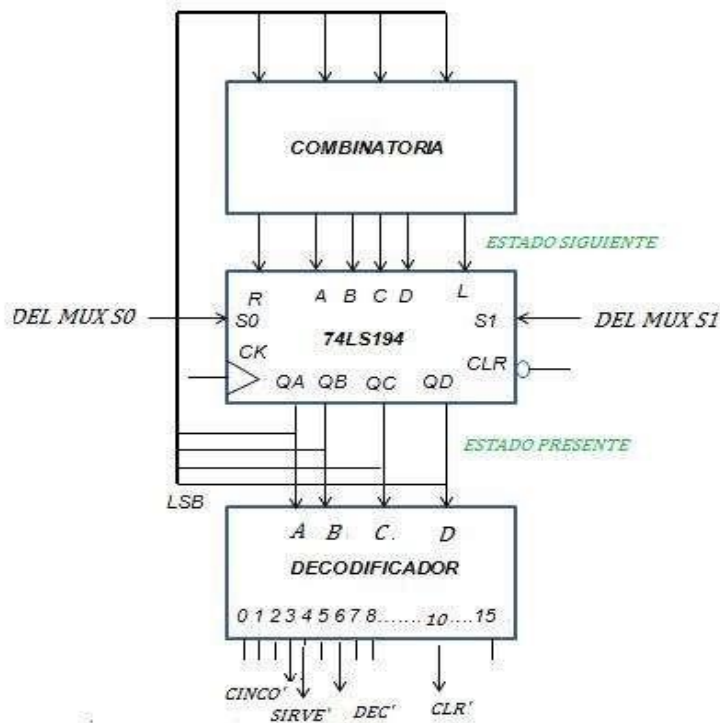 COMBINATORIA
ESTADO SIGUIENTE
R A B C D L
DEL MUX S0
S0
S1
DEL MUX S1
74LS194
CK
CLR
QA QB QC QD
ESTADO PRESENTE
LSB
A B C. D
DECODIFICADOR
0 1 2 3 4 5 6 7 8....... 10 ....15
CINCO'
SIRVE'
DEC'
CLR'